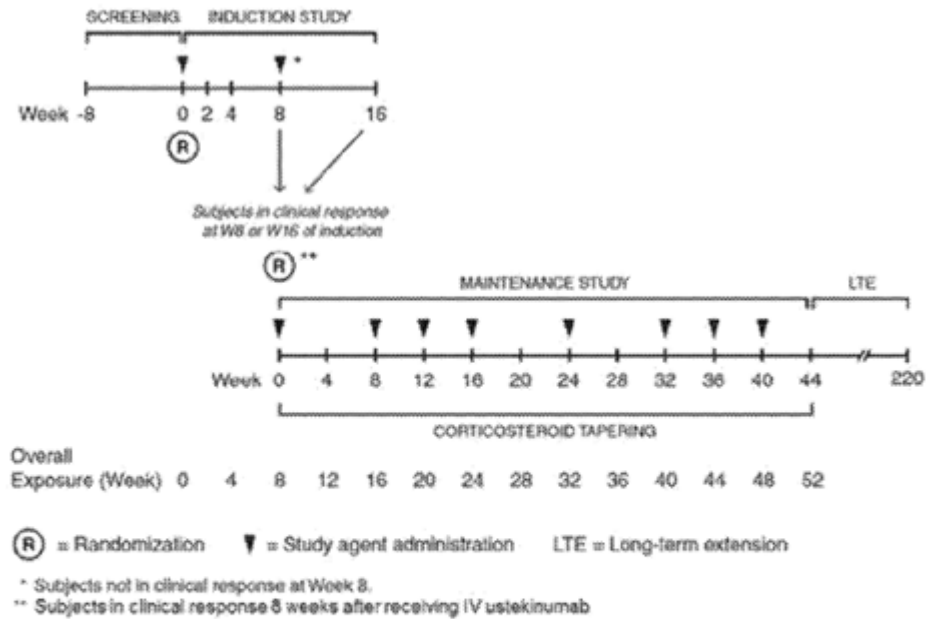 SCREENING INDUCTION STUDY
*
Week -8 0 2 4 8 16
R
Subjects in clinical response
at W8 or W16 of induction
R **
MAINTENANCE STUDY LTE
Week 0 4 8 12 16 20 24 28 32 36 40 44 220
CORTICOSTEROID TAPERING
Overall
Exposure (Week) 0 4 8 12 16 20 24 28 32 36 40 44 48 52
R = Randomization = Study agent administration LTE = Long-term extension
* Subjects not in clinical response at Week 8.
** Subjects in clinical response 8 weeks after receiving IV ustekinumab